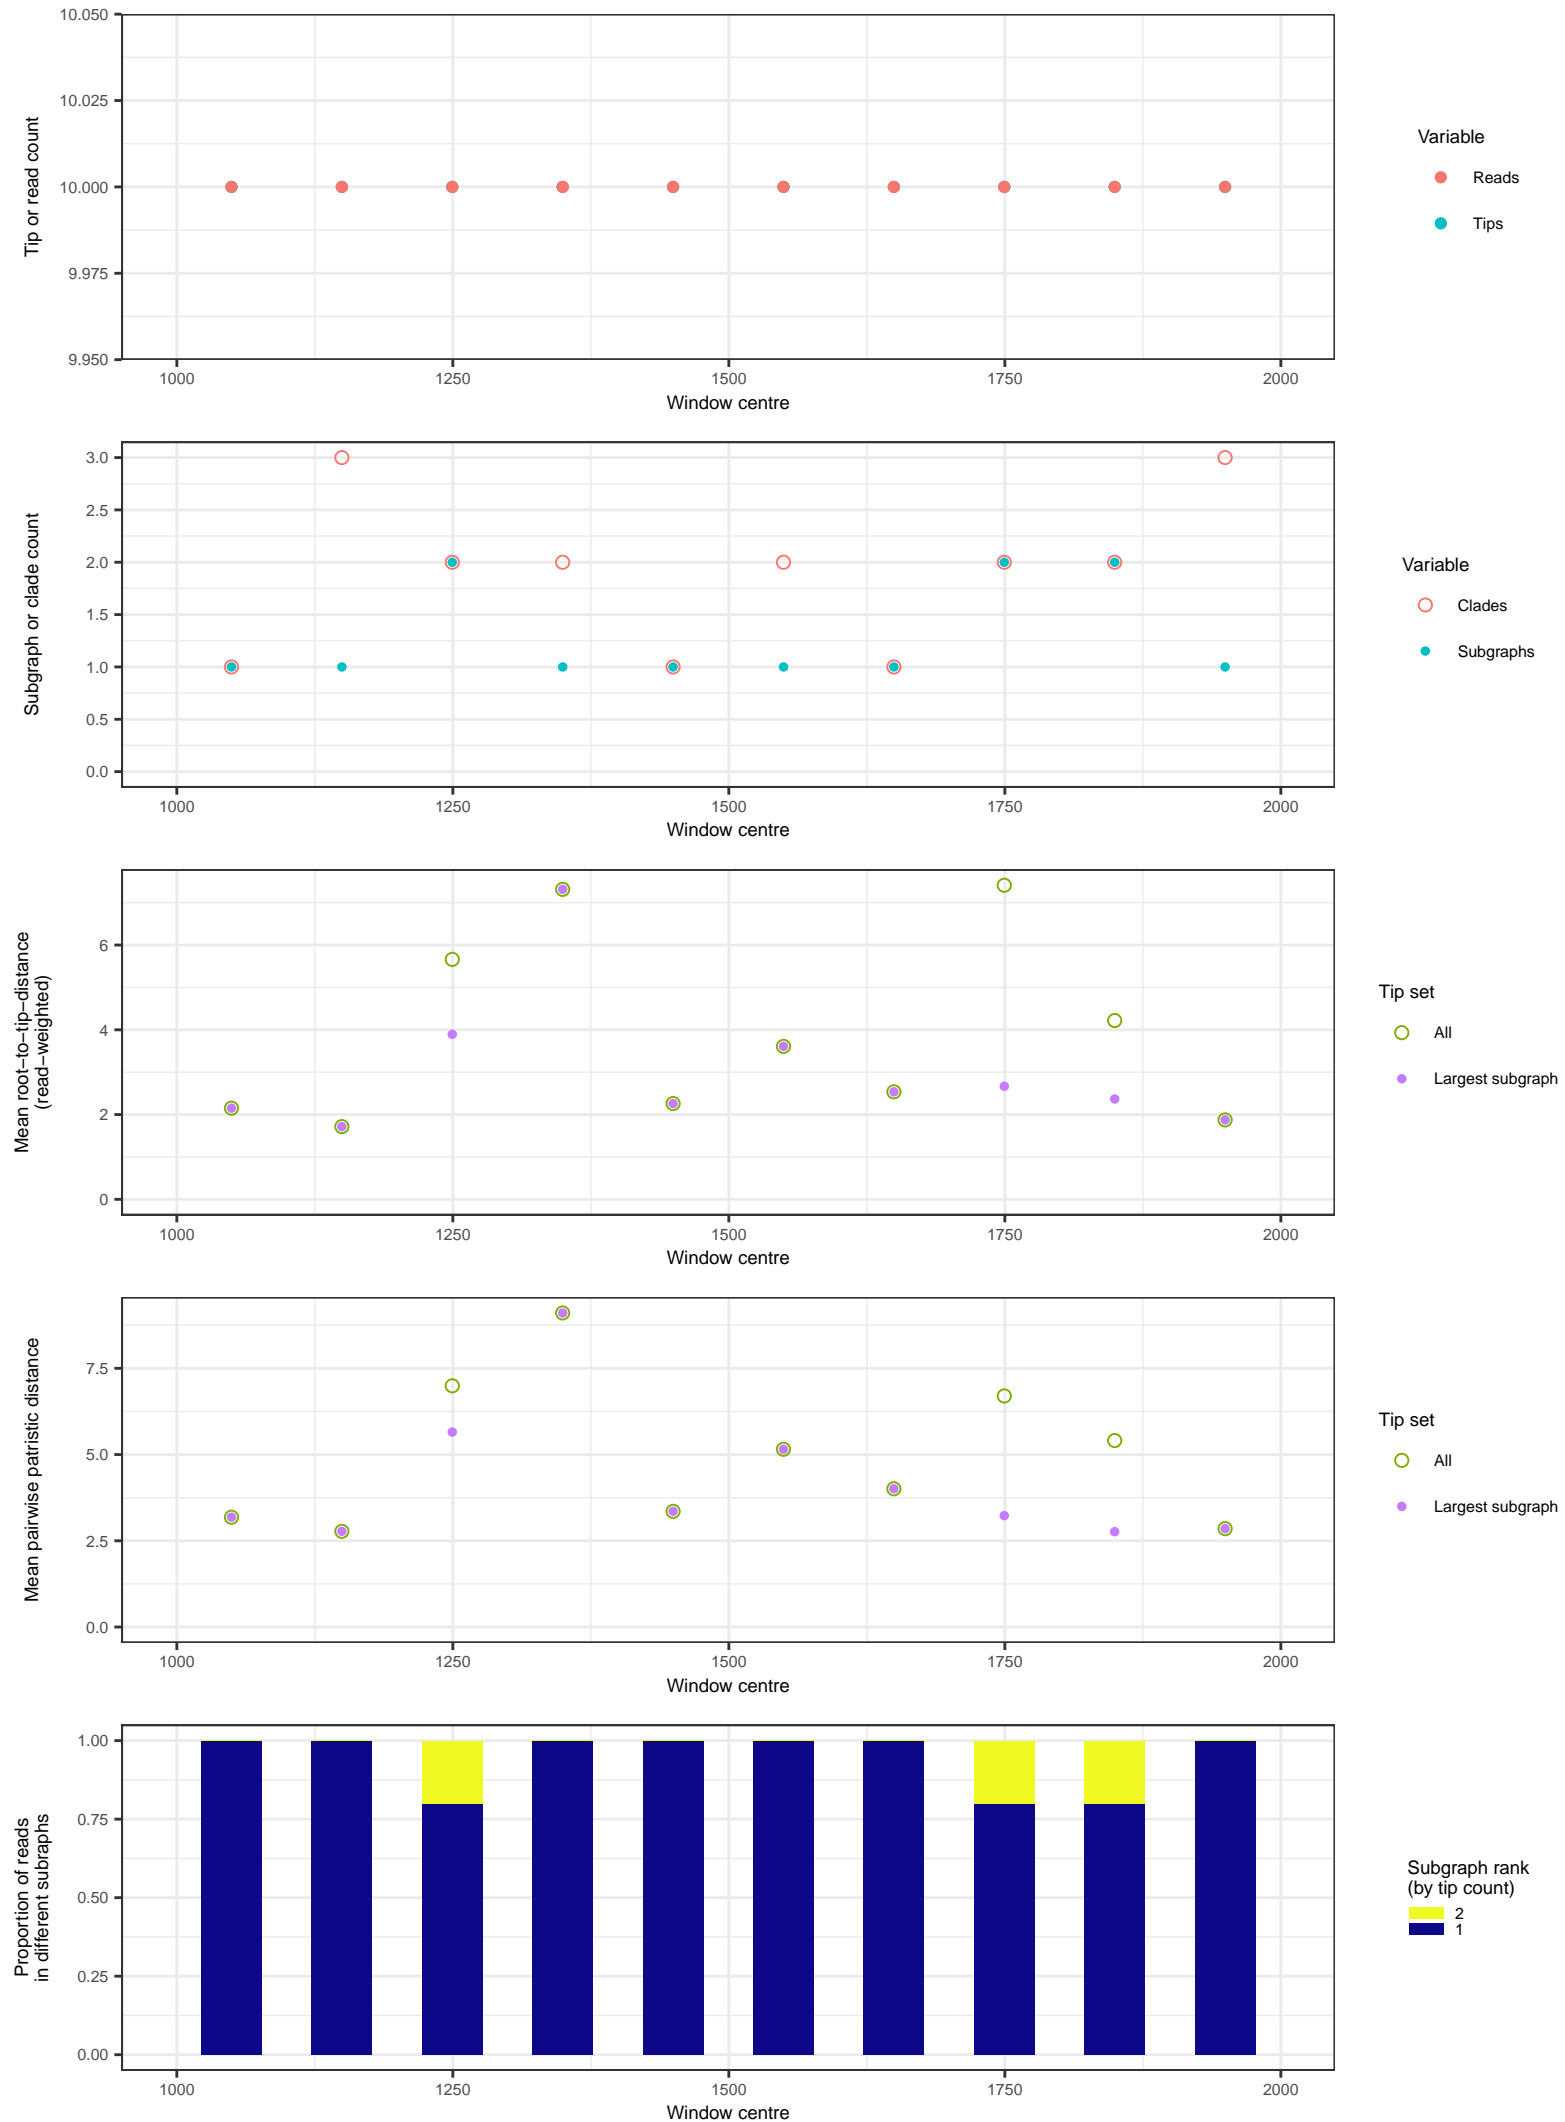 10.050
10.025
10.000
9.975
9.950
Tip or read count
1000 1250 1500 1750 2000
Window centre
Variable
Reads
Tips
3.0
2.5
2.0
1.5
1.0
0.5
0.0
Subgraph or clade count
1000 1250 1500 1750 2000
Window centre
Variable
Clades
Subgraphs
6
4
2
0
Mean root−to−tip−distance
(read−weighted)
1000 1250 1500 1750 2000
Window centre
Tip set
All
Largest subgraph
7.5
5.0
2.5
0.0
Mean pairwise patristic distance
1000 1250 1500 1750 2000
Window centre
Tip set
All
Largest subgraph
1.00
0.75
0.50
0.25
0.00
Proportion of reads
in different subraphs
1000 1250 1500 1750 2000
Window centre
Subgraph rank
(by tip count)
2
1